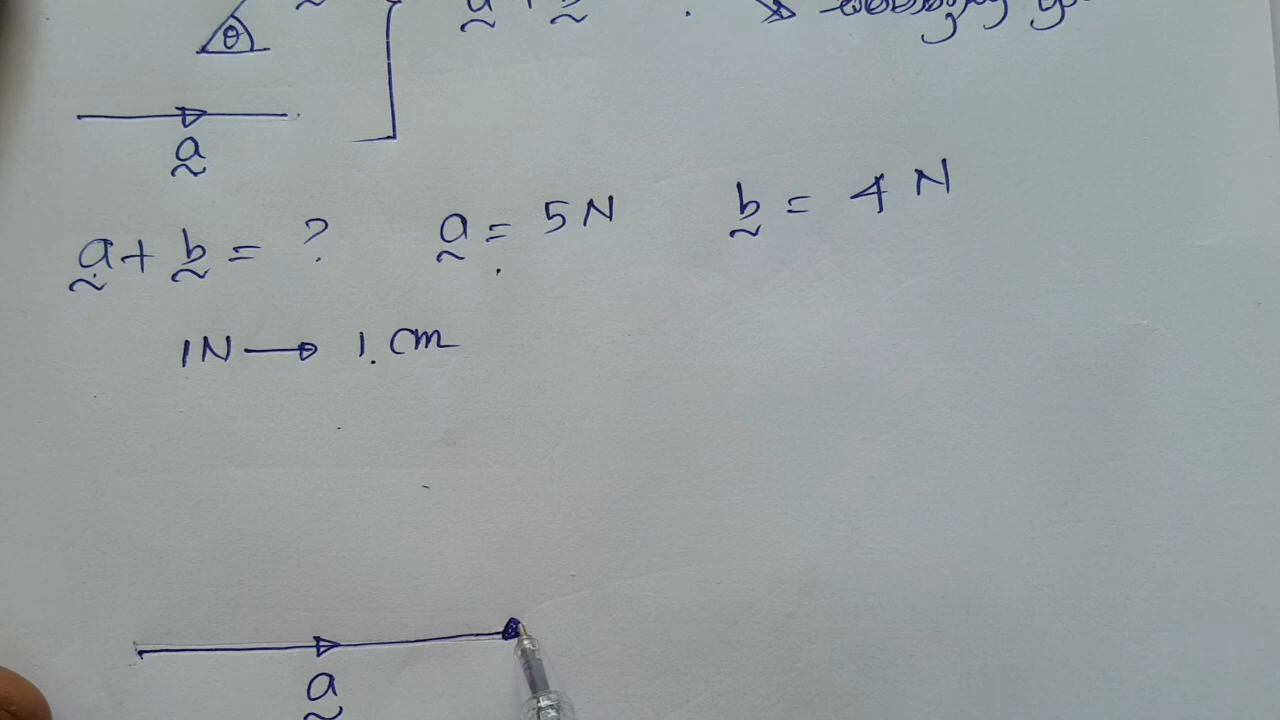 θ
a + b
a
a + b = ? a = 5N b = 4 N
1N → 1. cm
a